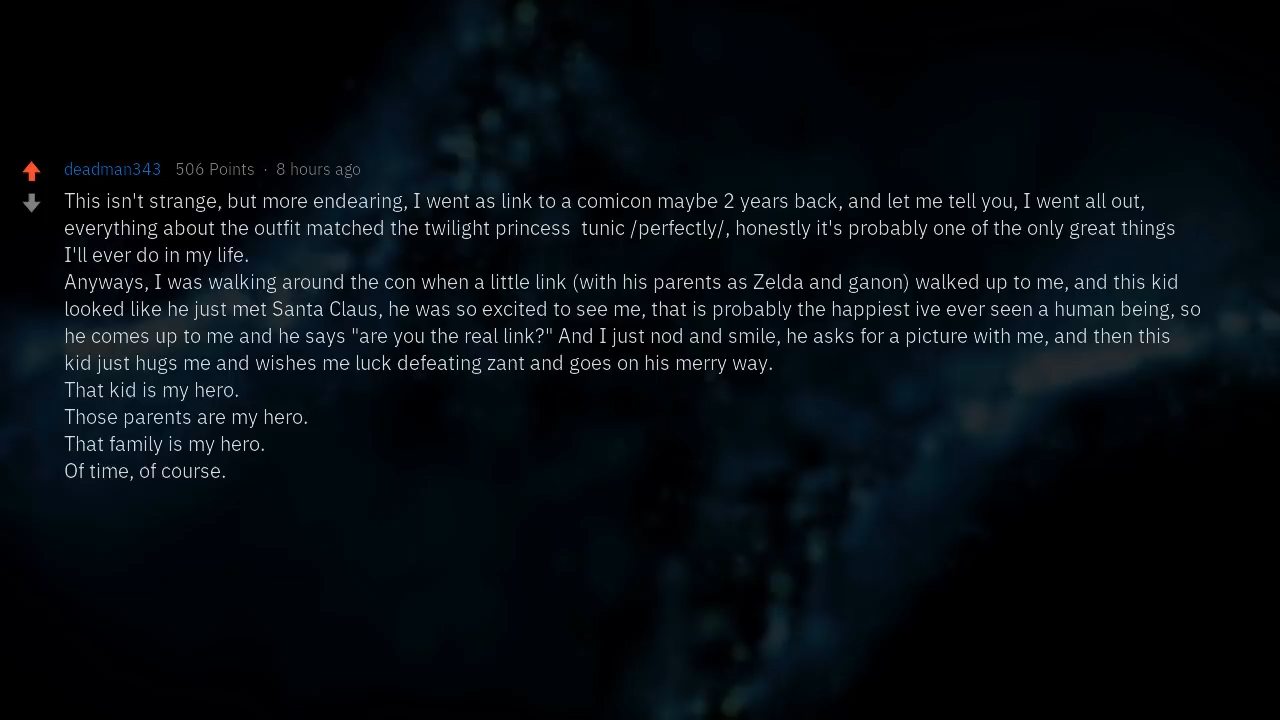 deadman343 506 Points · 8 hours ago
This isn't strange, but more endearing, I went as link to a comicon maybe 2 years back, and let me tell you, I went all out,
everything about the outfit matched the twilight princess  tunic /perfectly/, honestly it's probably one of the only great things
I'll ever do in my life.
Anyways, I was walking around the con when a little link (with his parents as Zelda and ganon) walked up to me, and this kid
looked like he just met Santa Claus, he was so excited to see me, that is probably the happiest ive ever seen a human being, so
he comes up to me and he says "are you the real link?" And I just nod and smile, he asks for a picture with me, and then this
kid just hugs me and wishes me luck defeating zant and goes on his merry way.
That kid is my hero.
Those parents are my hero.
That family is my hero.
Of time, of course.